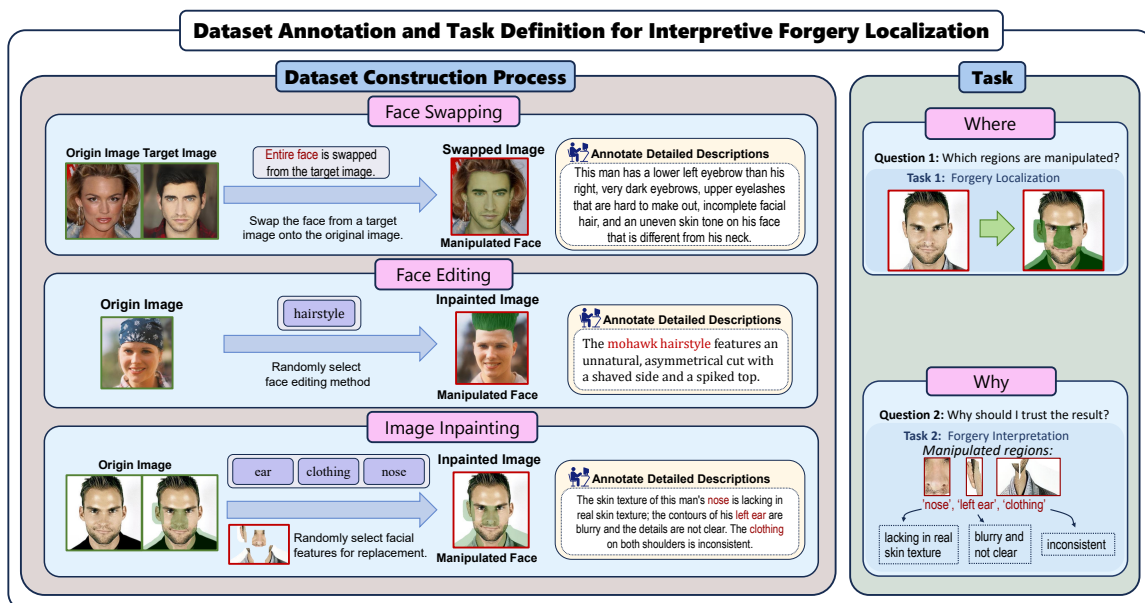 Dataset Annotation and Task Definition for Interpretive Forgery Localization
Dataset Construction Process
Face Swapping
Origin Image Target Image
Entire face is swapped
from the target image.
Swap the face from a target
image onto the original image.
Swapped Image
Manipulated Face
Annotate Detailed Descriptions
This man has a lower left eyebrow than his
right, very dark eyebrows, upper eyelashes
that are hard to make out, incomplete facial
hair, and an uneven skin tone on his face
that is different from his neck.
Face Editing
Origin Image
hairstyle
Randomly select
face editing method
Inpainted Image
Manipulated Face
Annotate Detailed Descriptions
The mohawk hairstyle features an
unnatural, asymmetrical cut with
a shaved side and a spiked top.
Image Inpainting
Origin Image
ear clothing nose
Randomly select facial
features for replacement.
Inpainted Image
Manipulated Face
Annotate Detailed Descriptions
The skin texture of this man's nose is lacking in
real skin texture; the contours of his left ear are
blurry and the details are not clear. The clothing
on both shoulders is inconsistent.
Task
Where
Question 1: Which regions are manipulated?
Task 1: Forgery Localization
Why
Question 2: Why should I trust the result?
Task 2: Forgery Interpretation
Manipulated regions:
'nose', 'left ear', 'clothing'
lacking in real
skin texture
blurry and
not clear
inconsistent